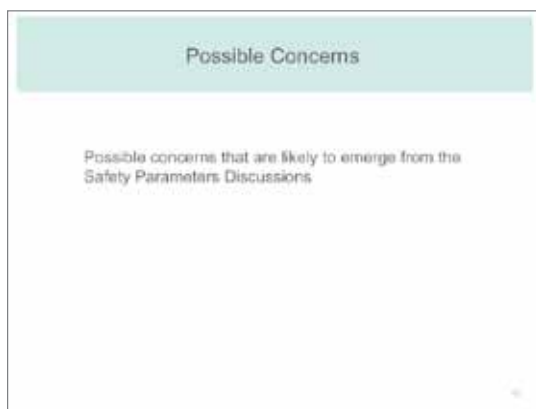 Possible Concerns
Possible concerns that are likely to emerge from the
Safety Parameters Discussions